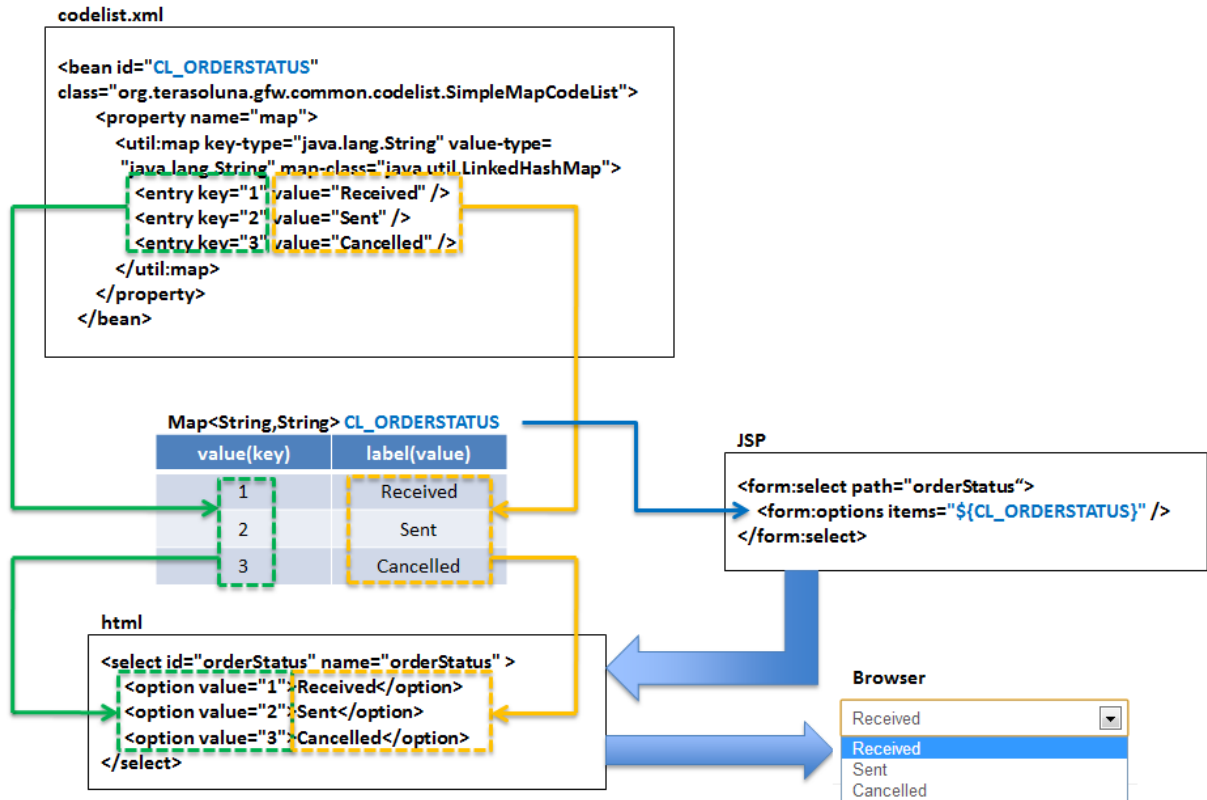 codelist.xml
<bean id="CL_ORDERSTATUS"
class="org.terasoluna.gfw.common.codelist.SimpleMapCodeList">
<property name="map">
<util:map key-type="java.lang.String" value-type=
"java.lang.String" map-class="java.util.LinkedHashMap">
<entry key="1" value="Received" />
<entry key="2" value="Sent" />
<entry key="3" value="Cancelled" />
</util:map>
</property>
</bean>
Map<String,String> CL_ORDERSTATUS
value(key) label(value)
1 Received
2 Sent
3 Cancelled
JSP
<form:select path="orderStatus“>
<form:options items="${CL_ORDERSTATUS}" />
</form:select>
html
<select id="orderStatus" name="orderStatus" >
<option value="1">Received</option>
<option value="2">Sent</option>
<option value="3">Cancelled</option>
</select>
Browser
Received
Received
Sent
Cancelled